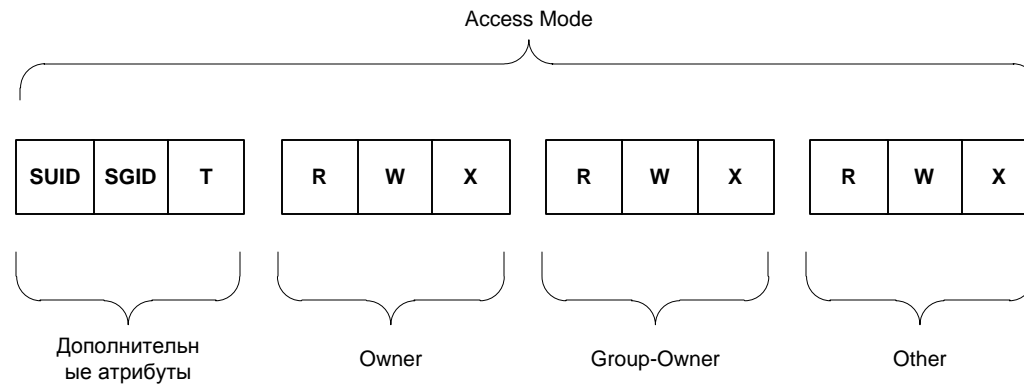 Access Mode
SUID SGID T R W X R W X R W X
Дополнительн
ые атрибуты
Owner Group-Owner Other